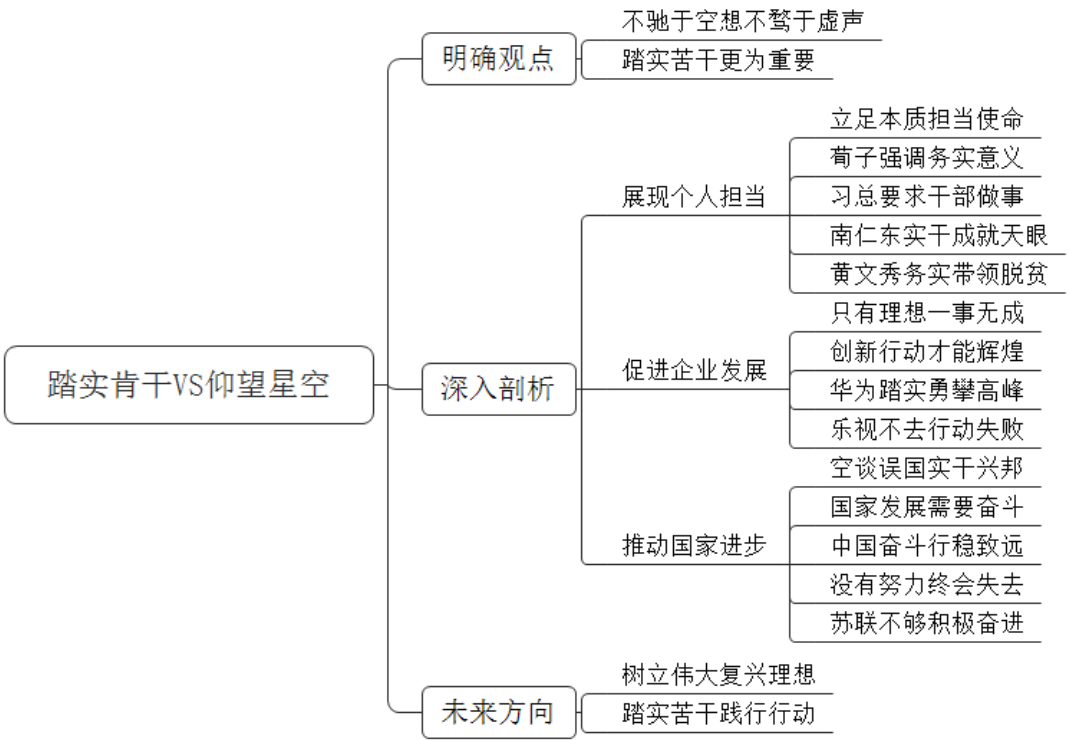 踏实肯干VS仰望星空
明确观点
不驰于空想不骛于虚声
踏实苦干更为重要
深入剖析
展现个人担当
立足本质担当使命
荀子强调务实意义
习总要求干部做事
南仁东实干成就天眼
黄文秀务实带领脱贫
促进企业发展
只有理想一事无成
创新行动才能辉煌
华为踏实勇攀高峰
乐视不去行动失败
推动国家进步
空谈误国实干兴邦
国家发展需要奋斗
中国奋斗行稳致远
没有努力终会失去
苏联不够积极奋进
未来方向
树立伟大复兴理想
踏实苦干践行行动